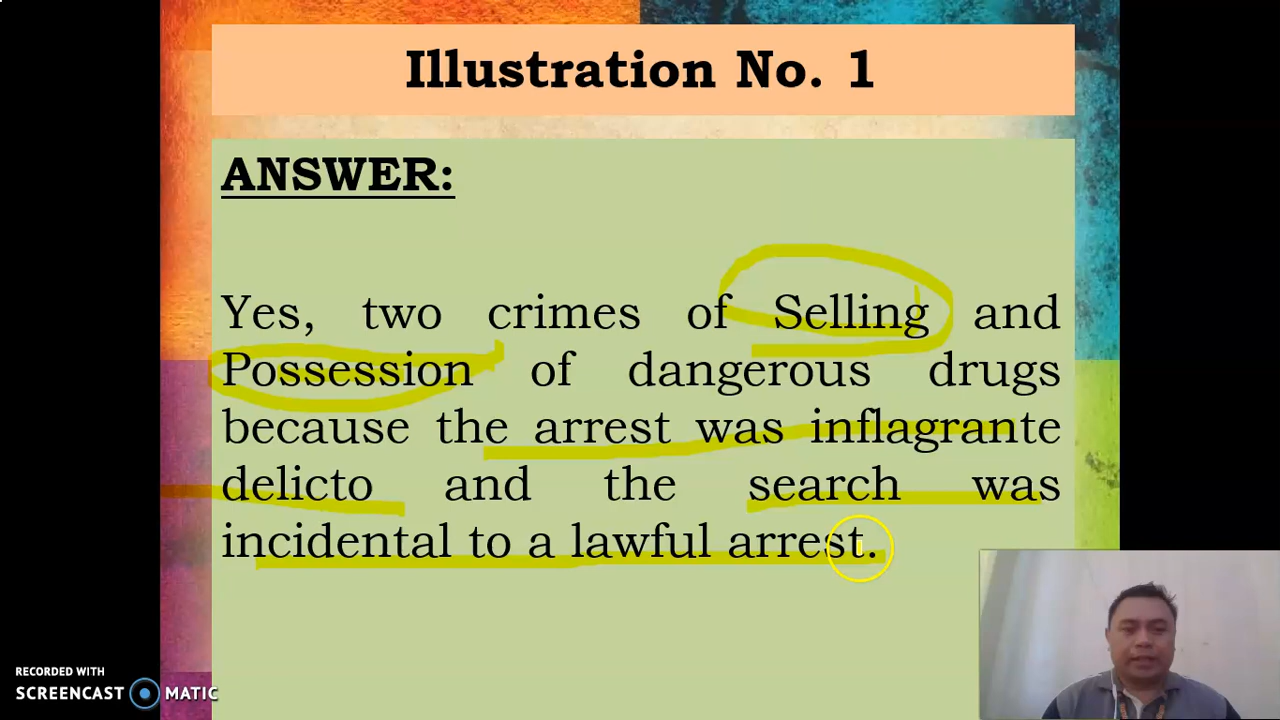 Illustration No. 1
ANSWER:
Yes, two crimes of Selling and
Possession of dangerous drugs
because the arrest was inflagrante
delicto and the search was
incidental to a lawful arrest.
RECORDED WITH
SCREENCAST MATIC